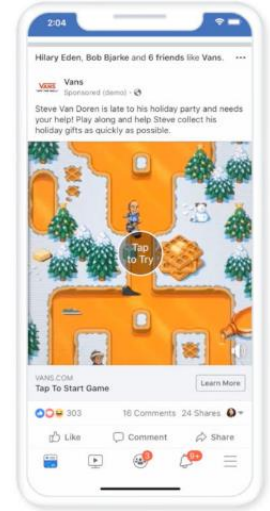 2:04
Hilary Eden, Bob Bjarke and 6 friends like Vans.
VANS
Vans
Sponsored (demo) ·
Steve Van Doren is late to his holiday party and needs
your help! Play along and help Steve collect his
holiday gifts as quickly as possible.
Tap
to Try
VANS.COM
Tap To Start Game
Learn More
303
16 Comments 24 Shares
Like
Comment
Share
3
9+